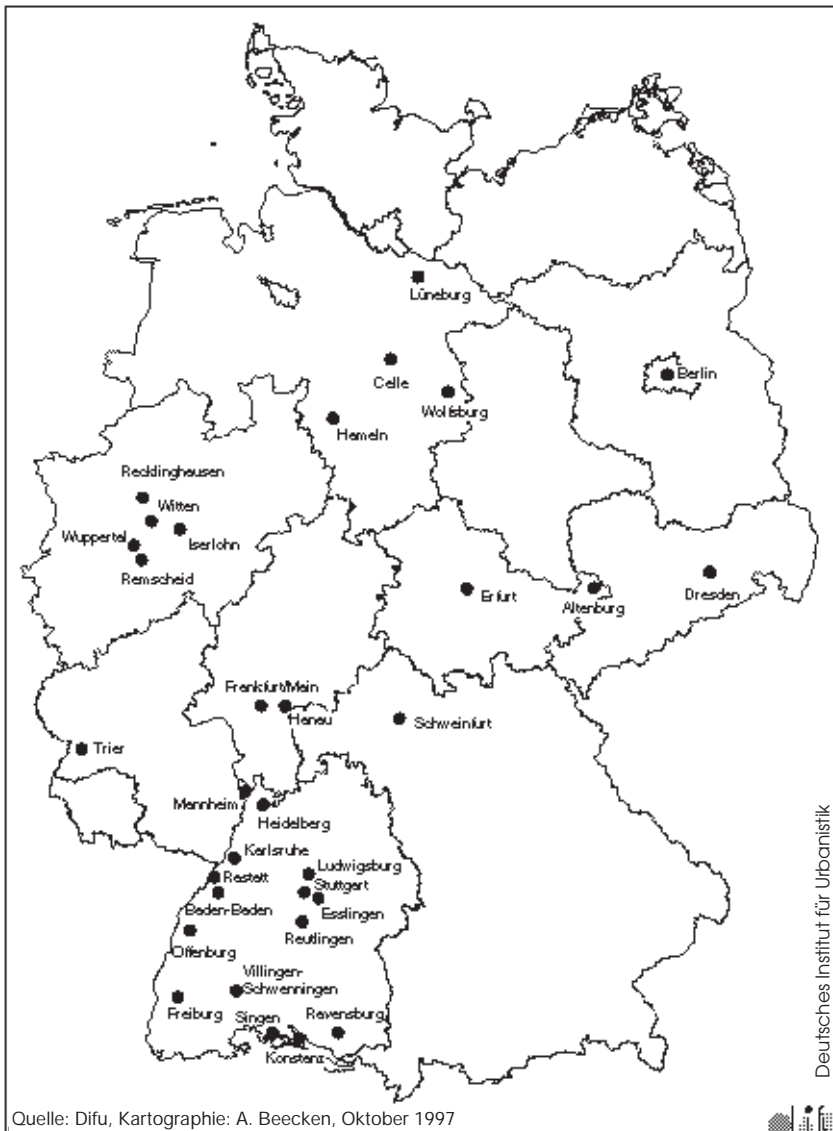 Lüneburg
Celle
Berlin
Wolfsburg
Hameln
Recklinghausen
Witten
Wuppertal
Iserlohn
Remscheid
Erfurt
Altenburg
Dresden
Frankfurt/Main
Hanau
Schweinfurt
Trier
Mannheim
Heidelberg
Karlsruhe
Ludwigsburg
Rastatt
Stuttgart
Baden-Baden
Esslingen
Reutlingen
Offenburg
Villingen-
Schwenningen
Freiburg
Singen
Ravensburg
Konstanz
Deutsches Institut für Urbanistik
Quelle: Difu, Kartographie: A. Beecken, Oktober 1997
difu